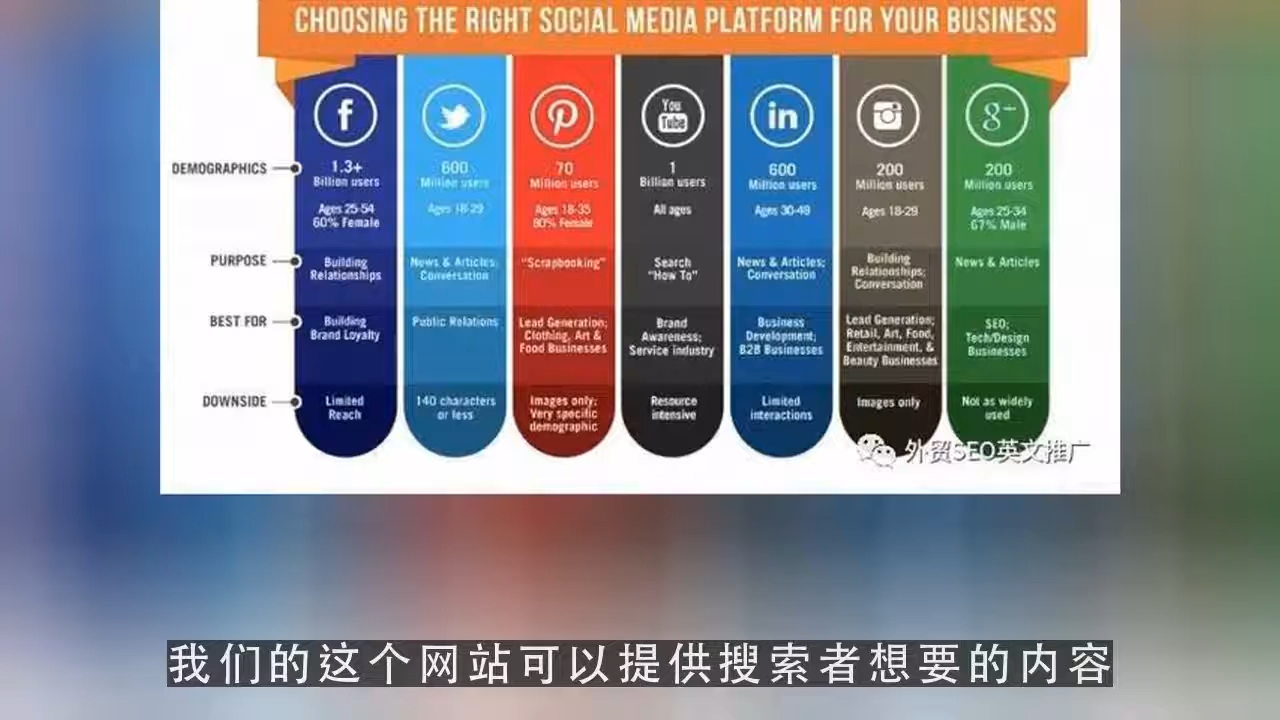 CHOOSING THE RIGHT SOCIAL MEDIA PLATFORM FOR YOUR BUSINESS
f
You
Tube
in
g+
DEMOGRAPHICS
1.3+
Billion users
Ages 25-54
60% Female
600
Million users
Ages 18-29
70
Million users
Ages 18-35
80% Female
1
Billion users
All ages
600
Million users
Ages 30-49
200
Million users
Ages 18-29
200
Million users
Ages 25-34
67% Male
PURPOSE
Building
Relationships
News & Articles;
Conversation
"Scrapbooking"
Search
"How To"
News & Articles;
Conversation
Building
Relationships;
Conversation
News & Articles
BEST FOR
Building
Brand Loyalty
Public Relations
Lead Generation;
Clothing, Art &
Food Businesses
Brand
Awareness;
Service industry
Business
Development;
B2B Businesses
Lead Generation;
Retail, Art, Food,
Entertainment, &
Beauty Businesses
SEO;
Tech/Design
Businesses
DOWNSIDE
Limited
Reach
140 characters
or less
Images only;
Very specific
demographic
Resource
intensive
Limited
interactions
Images only
Not as widely
used
外贸SEO英文推广
我们的这个网站可以提供搜索者想要的内容